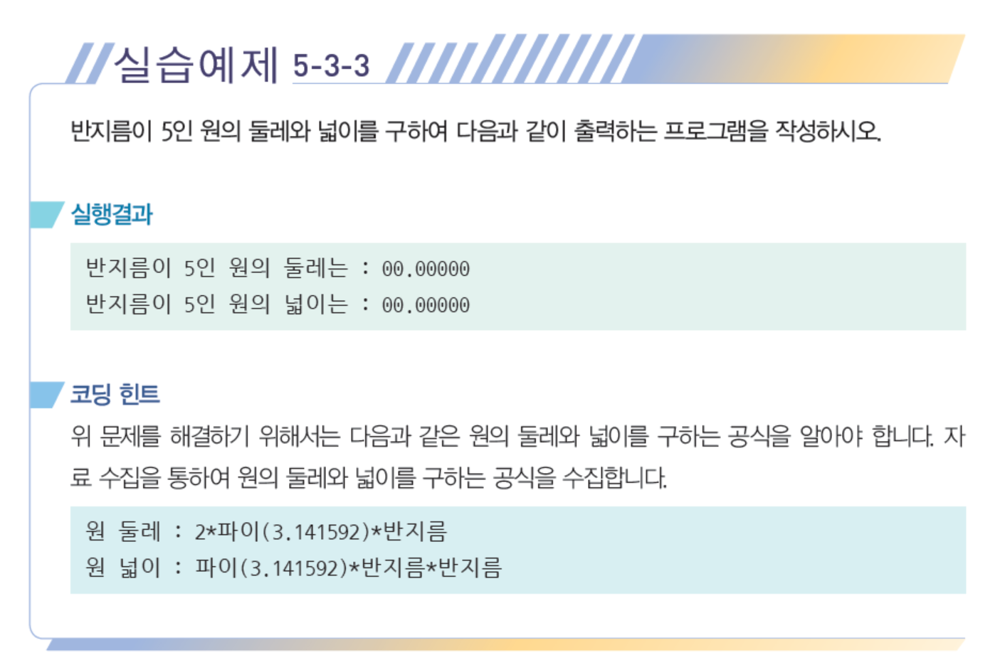 실습예제 5-3-3
반지름이 5인 원의 둘레와 넓이를 구하여 다음과 같이 출력하는 프로그램을 작성하시오.
실행결과
반지름이 5인 원의 둘레는 : 00.00000
반지름이 5인 원의 넓이는 : 00.00000
코딩 힌트
위 문제를 해결하기 위해서는 다음과 같은 원의 둘레와 넓이를 구하는 공식을 알아야 합니다. 자
료 수집을 통하여 원의 둘레와 넓이를 구하는 공식을 수집합니다.
원 둘레 : 2*파이(3.141592)*반지름
원 넓이 : 파이(3.141592)*반지름*반지름